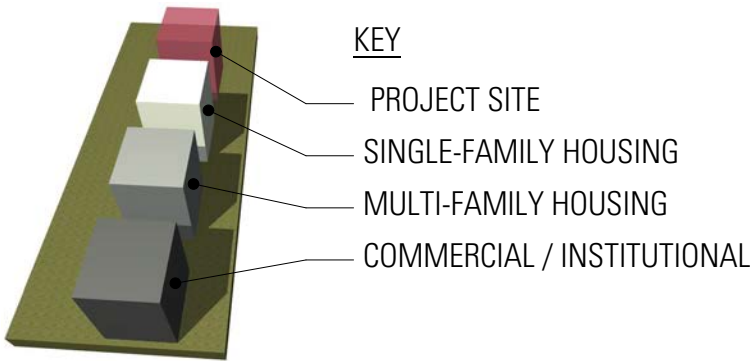 KEY
PROJECT SITE
SINGLE-FAMILY HOUSING
MULTI-FAMILY HOUSING
COMMERCIAL / INSTITUTIONAL